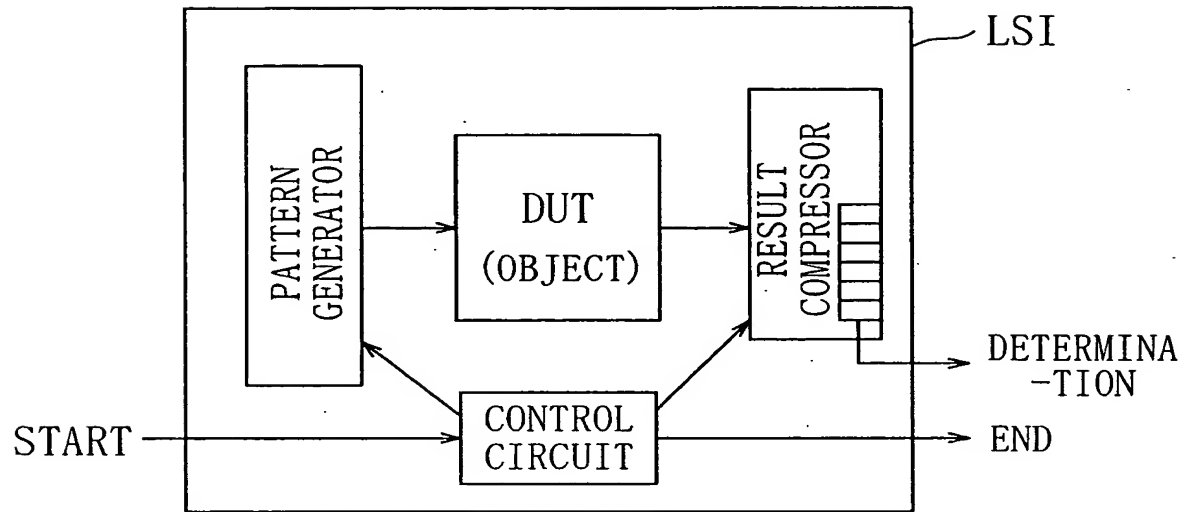 LSI
PATTERN
GENERATOR
DUT
(OBJECT)
RESULT
COMPRESSOR
DETERMINA
-TION
START
CONTROL
CIRCUIT
END